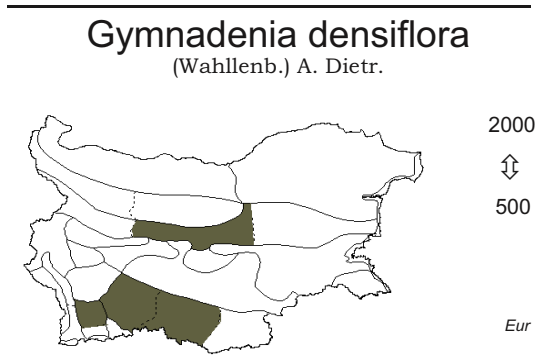 Gymnadenia densiflora
(Wahllenb.) A. Dietr.
2000
⇕
500
Eur